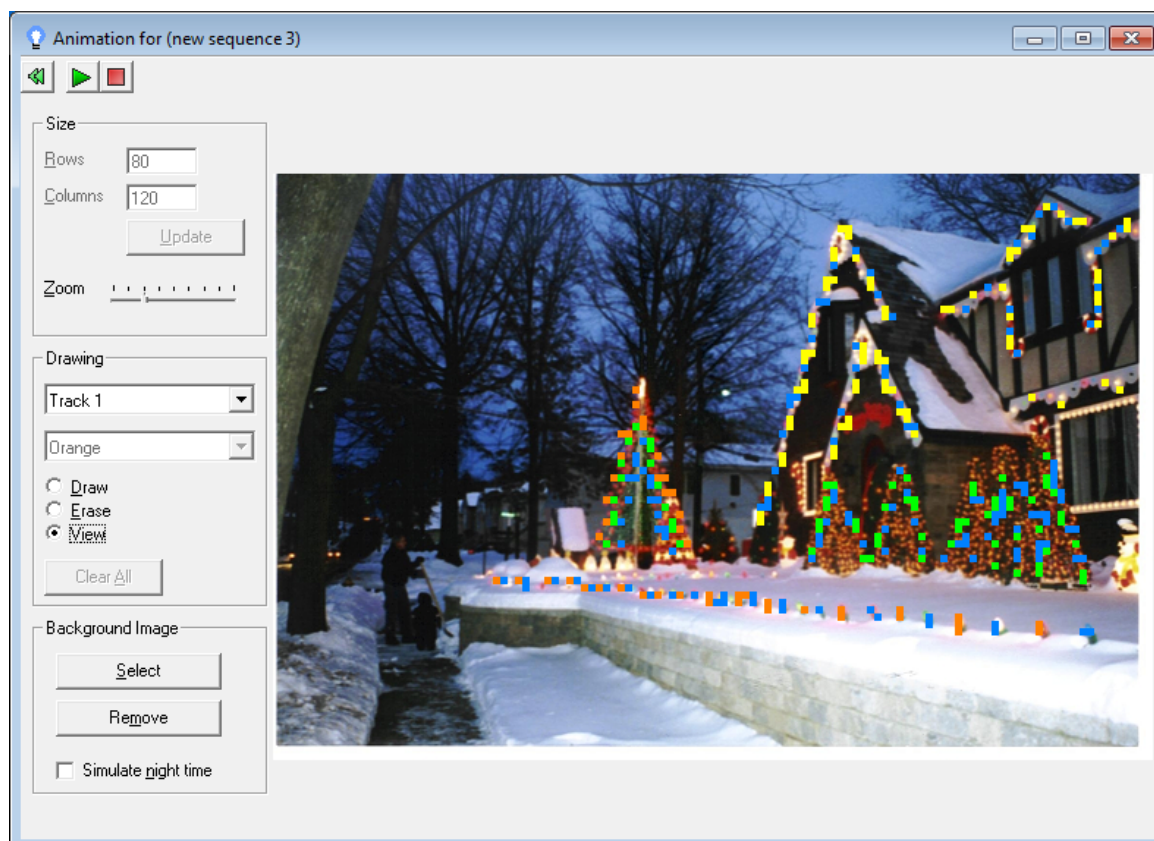 Animation for (new sequence 3)
Size
Rows 80
Columns 120
Update
Zoom
Drawing
Track 1
Orange
Draw
Erase
View
Clear All
Background Image
Select
Remove
Simulate night time